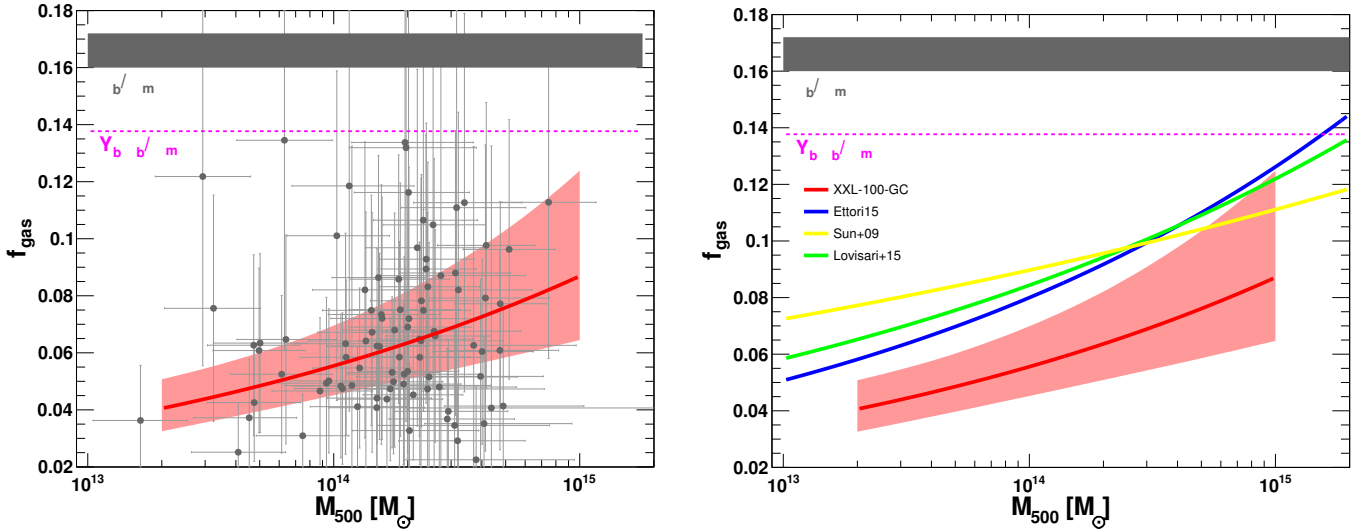 0.18
0.16
0.14
0.12
0.1
0.08
0.06
0.04
0.02
f gas
b/ m
Y b b/ m
10^13
10^14
10^15
M 500 [M⊙]
0.18
0.16
0.14
0.12
0.1
0.08
0.06
0.04
0.02
f gas
b/ m
Y b b/ m
XXL-100-GC
Ettori15
Sun+09
Lovisari+15
10^13
10^14
10^15
M 500 [M⊙]